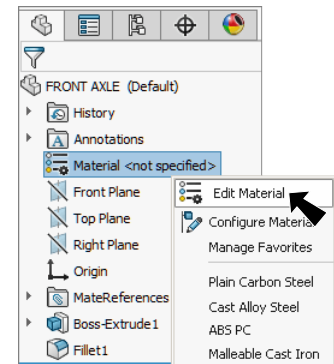 FRONT AXLE (Default)
History
Annotations
Material <not specified>
Front Plane
Top Plane
Right Plane
Origin
MateReferences
Boss-Extrude1
Fillet1
Edit Material
Configure Material
Manage Favorites
Plain Carbon Steel
Cast Alloy Steel
ABS PC
Malleable Cast Iron